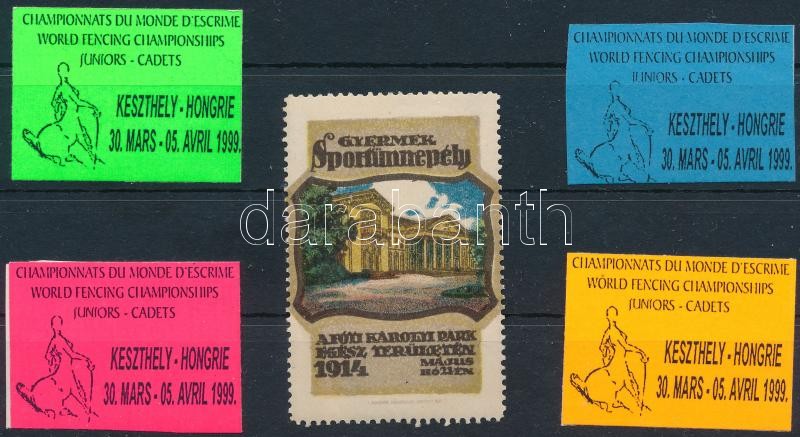 CHAMPIONNATS DU MONDE D'ESCRIME
WORLD FENCING CHAMPIONSHIPS
JUNIORS - CADETS
KESZTHELY - HONGRIE
30. MARS - 05. AVRIL 1999.
CHAMPIONNATS DU MONDE D'ESCRIME
WORLD FENCING CHAMPIONSHIPS
JUNIORS - CADETS
KESZTHELY - HONGRIE
30. MARS - 05. AVRIL 1999.
GYERMEK
Sportünnepély
A FÓTI KÁROLYI PARK
EGÉSZ TERÜLETÉN
1914 MÁJUS
HÓ 21ÉN
darabanth
CHAMPIONNATS DU MONDE D'ESCRIME
WORLD FENCING CHAMPIONSHIPS
JUNIORS - CADETS
KESZTHELY - HONGRIE
30. MARS - 05. AVRIL 1999.
CHAMPIONNATS DU MONDE D'ESCRIME
WORLD FENCING CHAMPIONSHIPS
JUNIORS - CADETS
KESZTHELY - HONGRIE
30. MARS - 05. AVRIL 1999.